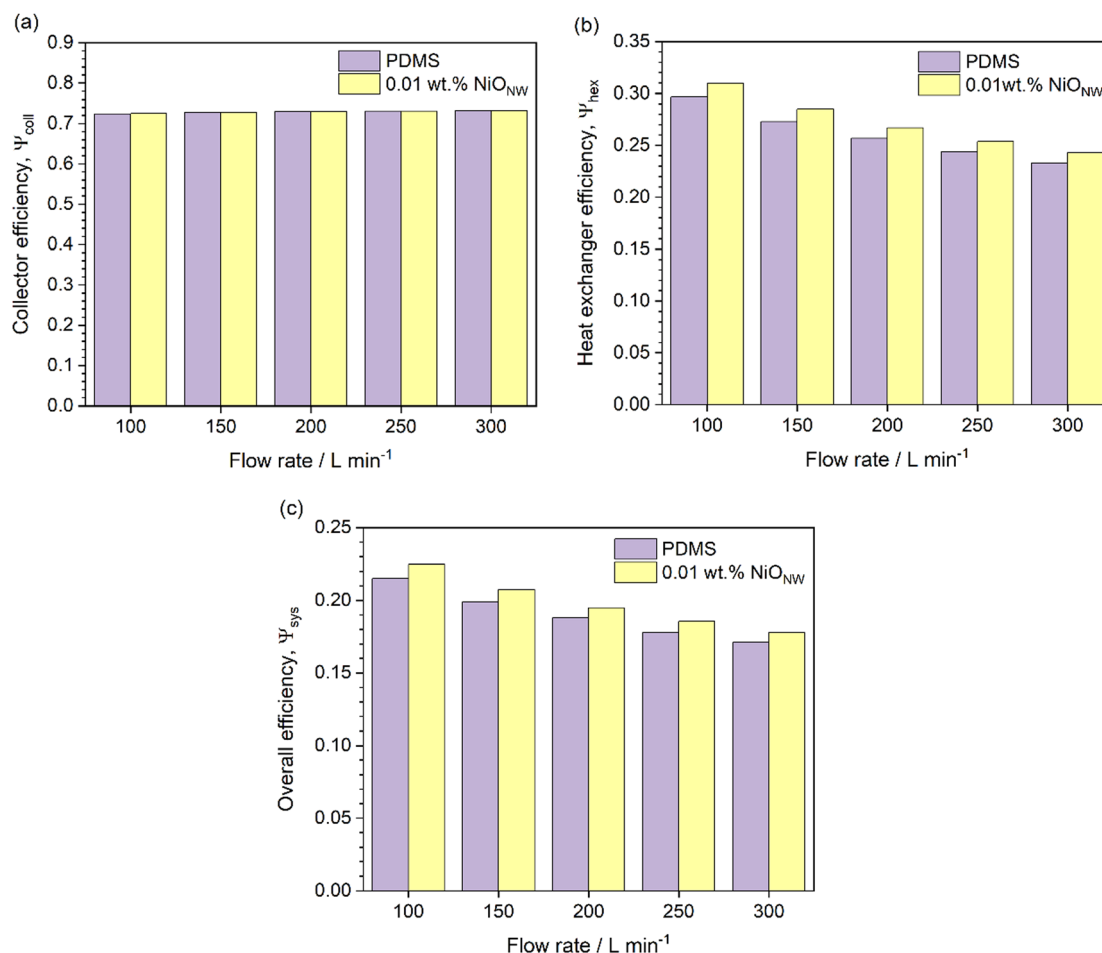 (a)
0.9
0.8
0.7
0.6
0.5
0.4
0.3
0.2
0.1
0.0
Collector efficiency, Ψcoll
PDMS
0.01 wt.% NiONW
100 150 200 250 300
Flow rate / L min-1
(b)
0.35
0.30
0.25
0.20
0.15
0.10
0.05
0.00
Heat exchanger efficiency, Ψhex
PDMS
0.01wt.% NiONW
100 150 200 250 300
Flow rate / L min-1
(c)
0.25
0.20
0.15
0.10
0.05
0.00
Overall efficiency, Ψsys
PDMS
0.01 wt.% NiONW
100 150 200 250 300
Flow rate / L min-1